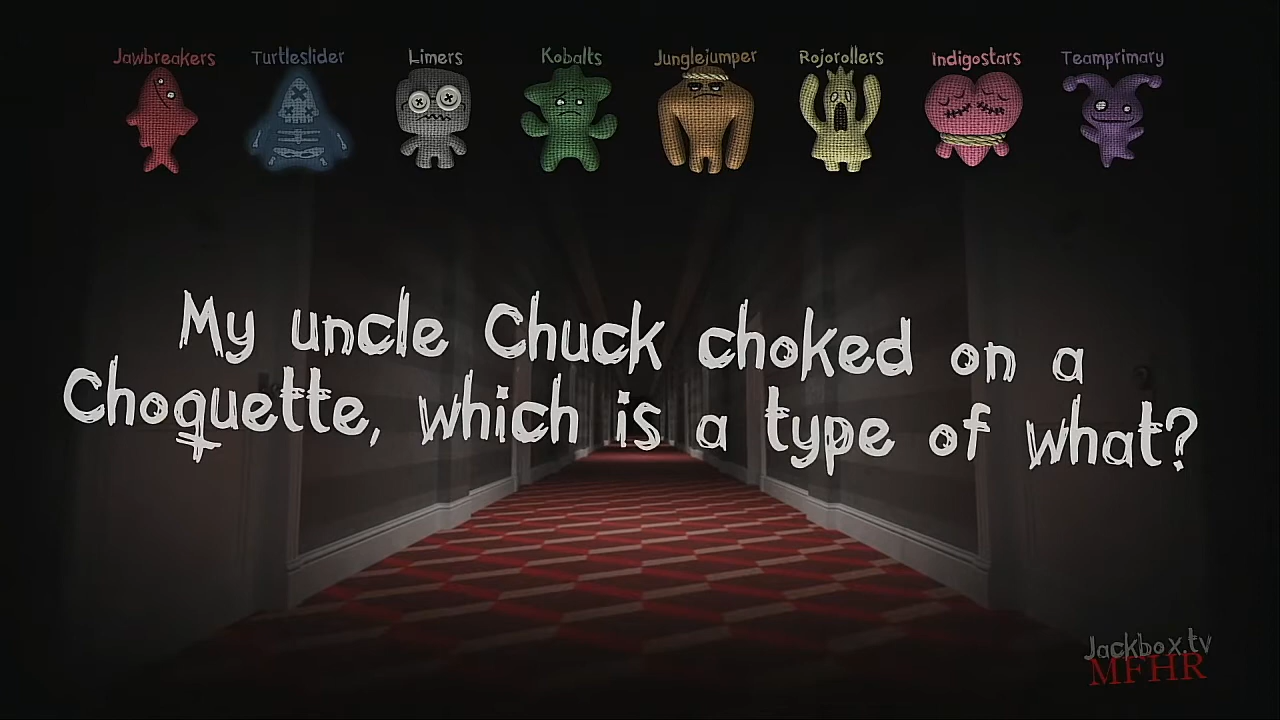 Jawbreakers Turtleslider Limers Kobalts Junglejumper Rojorollers Indigostars Teamprimary
My uncle Chuck choked on a
Choquette, which is a type of what?
Jackbox.tv
MFHR